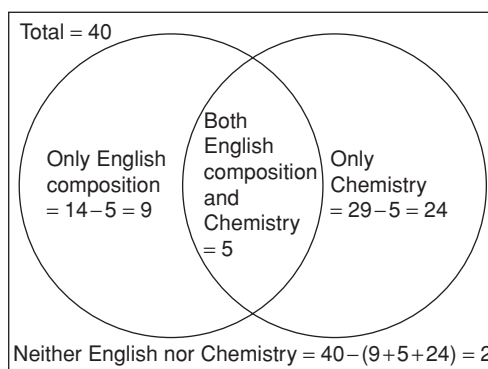 Total = 40
Only English
composition
= 14−5 = 9
Both
English
composition
and
Chemistry
= 5
Only
Chemistry
= 29−5 = 24
Neither English nor Chemistry = 40−(9+5+24) = 2